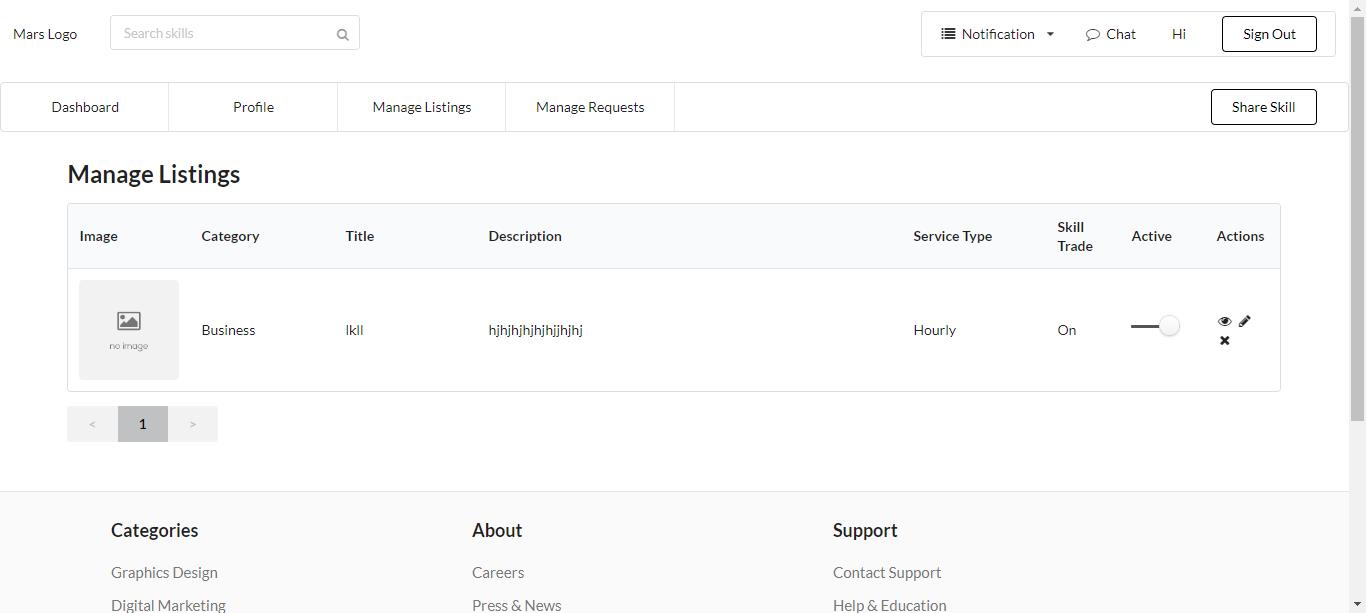 Mars Logo
Search skills
Notification
Chat
Hi
Sign Out
Dashboard
Profile
Manage Listings
Manage Requests
Share Skill
Manage Listings
Image
Category
Title
Description
Service Type
Skill
Trade
Active
Actions
no image
Business
lkll
hjhjhjhjhjhjjhjhj
Hourly
On
<
1
>
Categories
About
Support
Graphics Design
Careers
Contact Support
Digital Marketing
Press & News
Help & Education